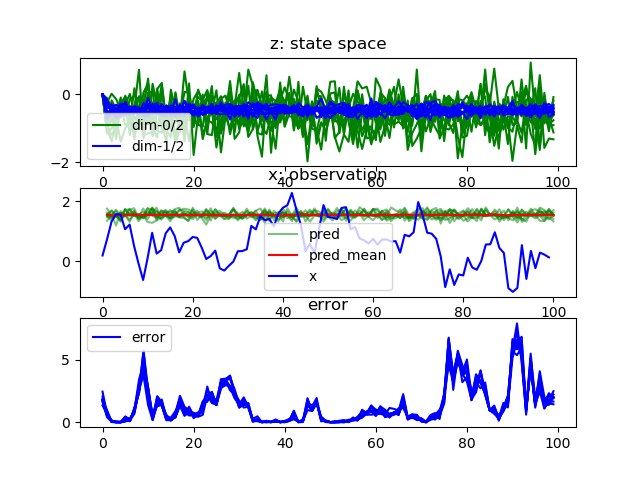 z: state space
0
−2
dim-0/2
dim-1/2
0 20 40 60 80 100
x: observation
2
0
pred
pred_mean
x
0 20 40 60 80 100
error
5
0
error
0 20 40 60 80 100